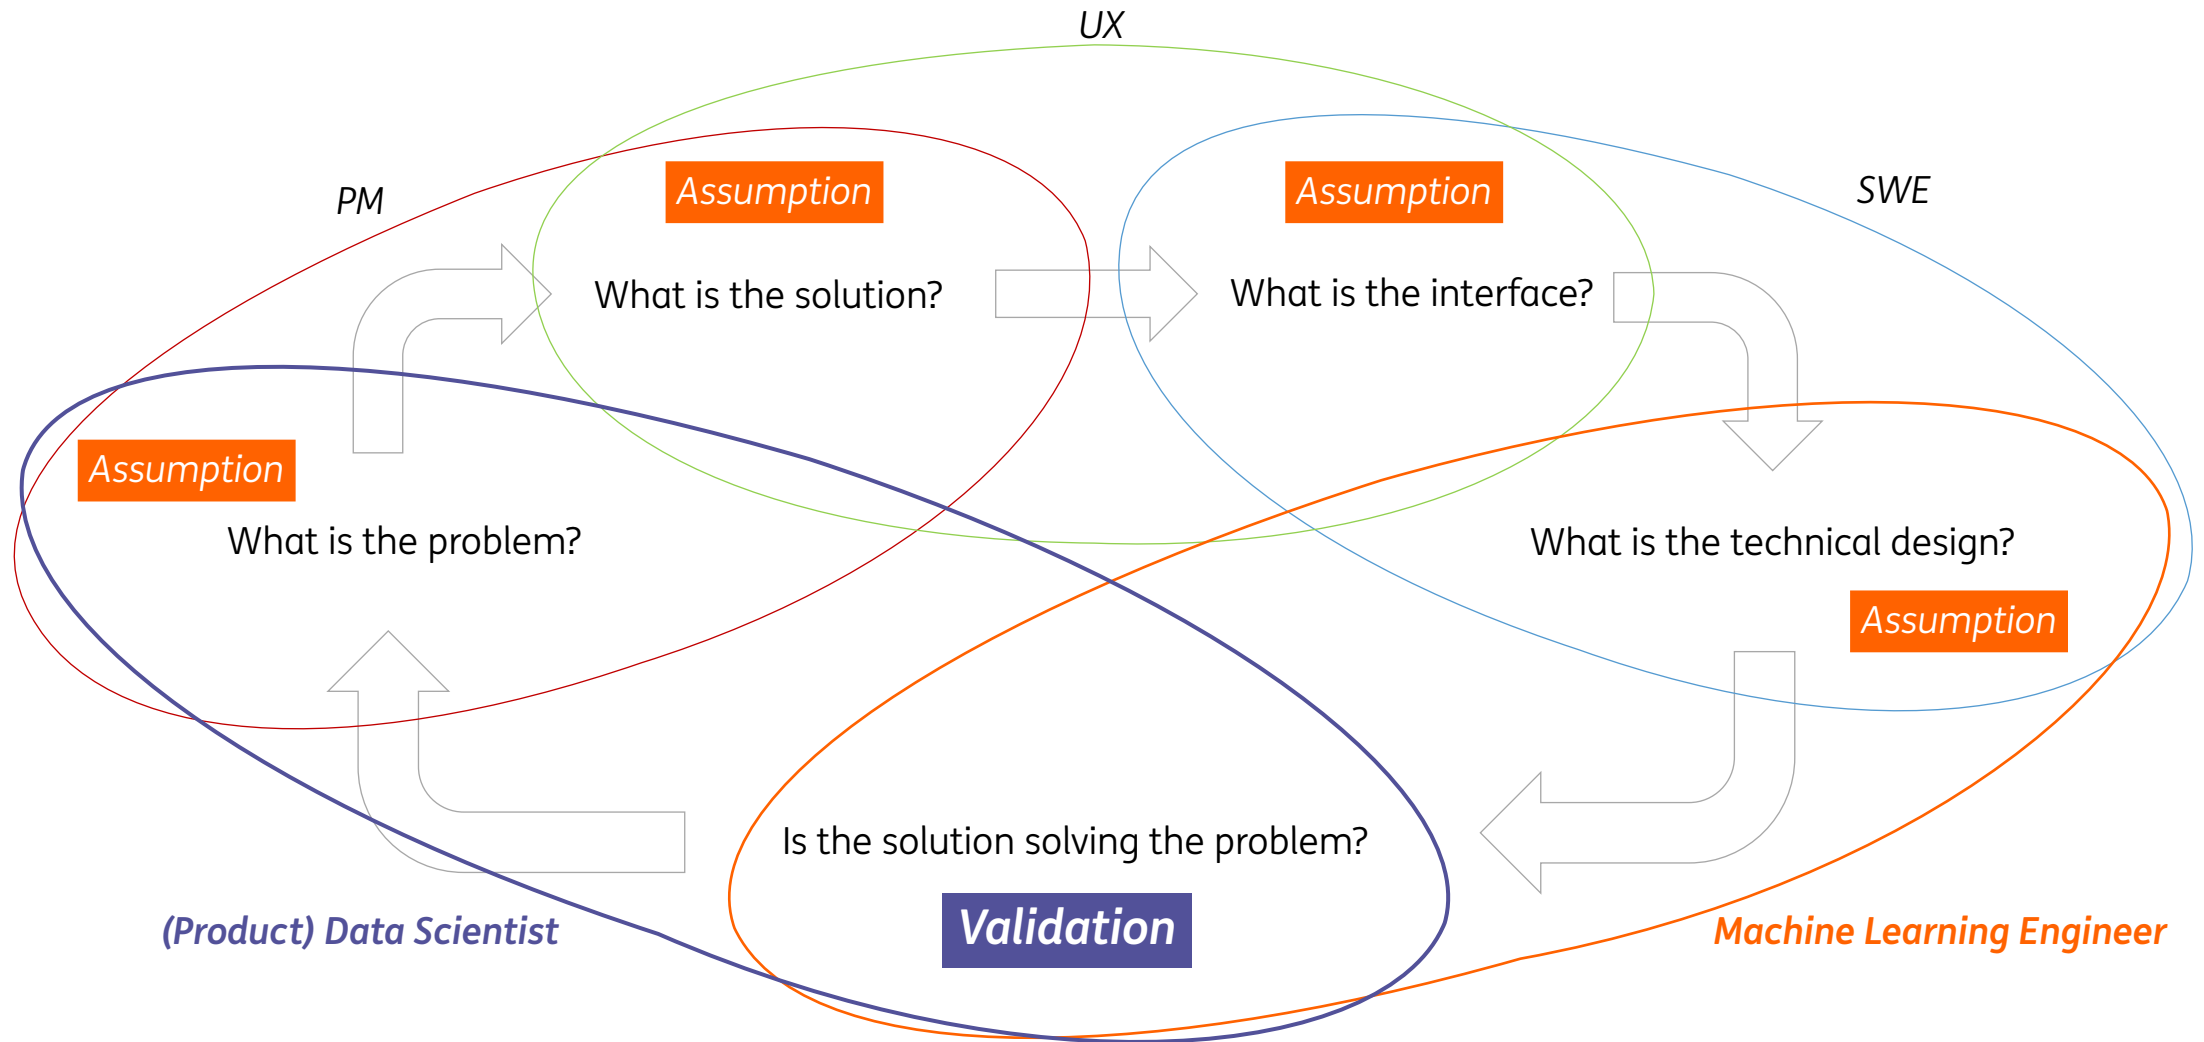 UX
PM
Assumption
Assumption
SWE
What is the solution?
What is the interface?
Assumption
What is the problem?
What is the technical design?
Assumption
Is the solution solving the problem?
Validation
(Product) Data Scientist
Machine Learning Engineer